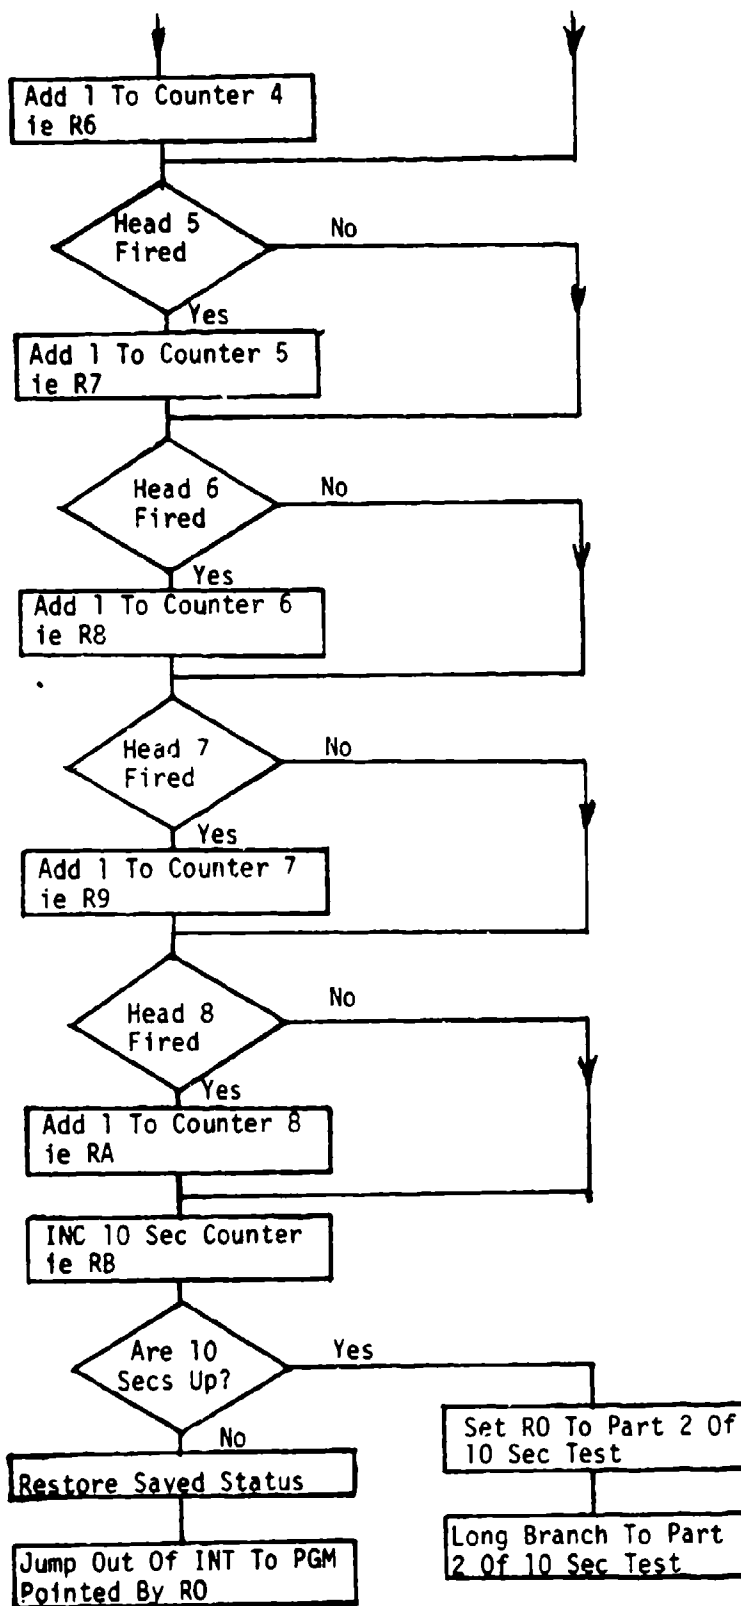 Add 1 To Counter 4
ie R6
Head 5
Fired
No
Yes
Add 1 To Counter 5
ie R7
Head 6
Fired
No
Yes
Add 1 To Counter 6
ie R8
Head 7
Fired
No
Yes
Add 1 To Counter 7
ie R9
Head 8
Fired
No
Yes
Add 1 To Counter 8
ie RA
INC 10 Sec Counter
ie RB
Are 10
Secs Up?
Yes
No
Set RO To Part 2 Of
10 Sec Test
Restore Saved Status
Long Branch To Part
2 Of 10 Sec Test
Jump Out Of INT To PGM
Pointed By RO